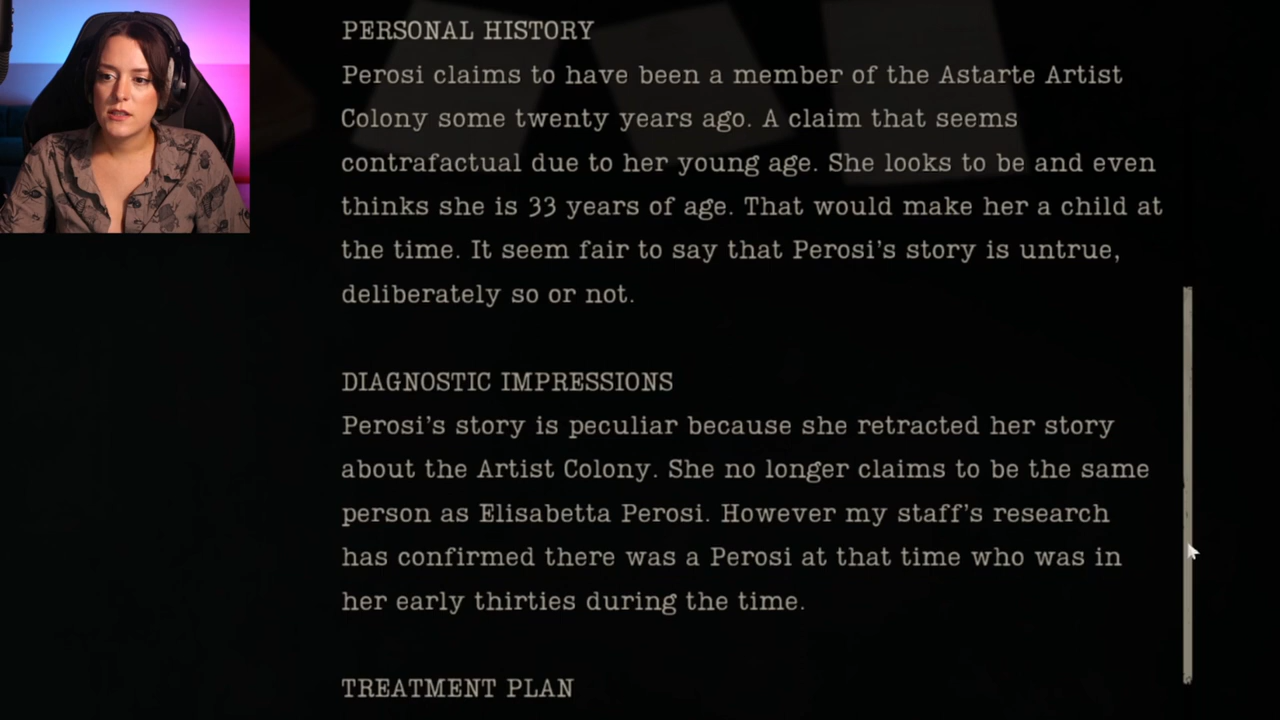 PERSONAL HISTORY
Perosi claims to have been a member of the Astarte Artist
Colony some twenty years ago. A claim that seems
contrafactual due to her young age. She looks to be and even
thinks she is 33 years of age. That would make her a child at
the time. It seem fair to say that Perosi's story is untrue,
deliberately so or not.
DIAGNOSTIC IMPRESSIONS
Perosi's story is peculiar because she retracted her story
about the Artist Colony. She no longer claims to be the same
person as Elisabetta Perosi. However my staff's research
has confirmed there was a Perosi at that time who was in
her early thirties during the time.
TREATMENT PLAN